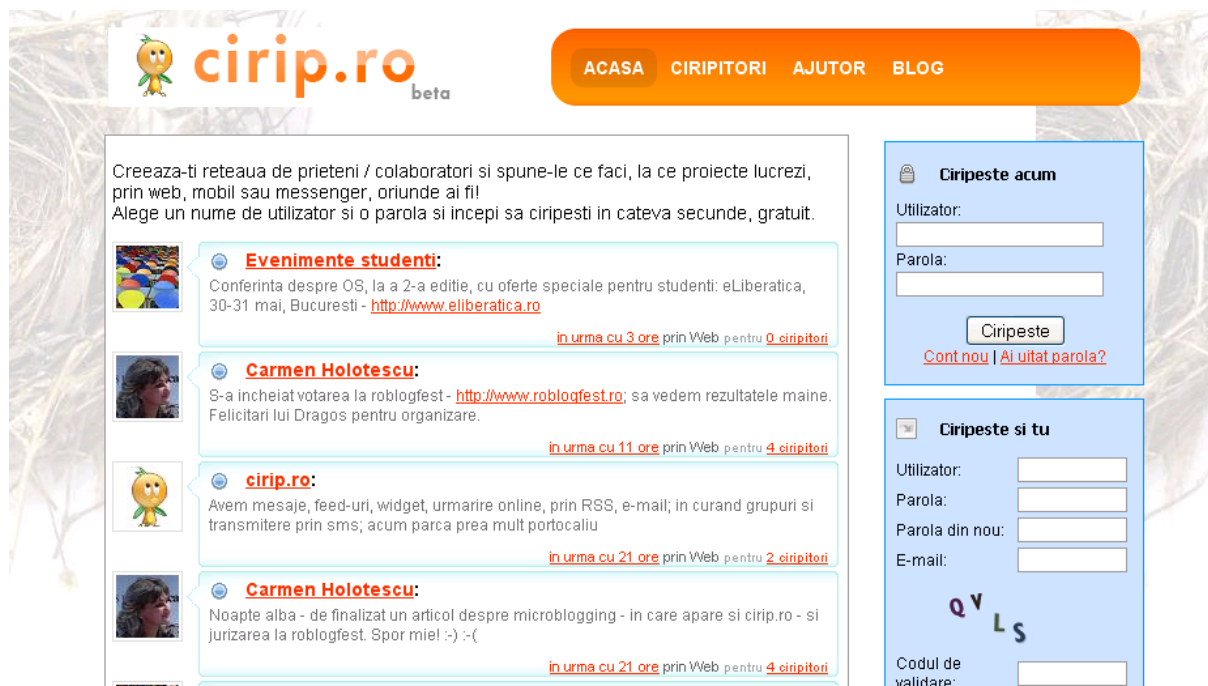 cirip.ro
beta
ACASA CIRIPITORI AJUTOR BLOG
Creeaza-ti reteaua de prieteni / colaboratori si spune-le ce faci, la ce proiecte lucrezi,
prin web, mobil sau messenger, oriunde ai fi!
Alege un nume de utilizator si o parola si incepi sa ciripesti in cateva secunde, gratuit.
Evenimente studenti:
Conferinta despre OS, la a 2-a editie, cu oferte speciale pentru studenti: eLiberatica,
30-31 mai, Bucuresti - http://www.eliberatica.ro
in urma cu 3 ore prin Web pentru 0 ciripitori
Carmen Holotescu:
S-a incheiat votarea la roblogfest - http://www.roblogfest.ro; sa vedem rezultatele maine.
Felicitari lui Dragos pentru organizare.
in urma cu 11 ore prin Web pentru 4 ciripitori
cirip.ro:
Avem mesaje, feed-uri, widget, urmarire online, prin RSS, e-mail; in curand grupuri si
transmitere prin sms; acum parca prea mult portocaliu
in urma cu 21 ore prin Web pentru 2 ciripitori
Carmen Holotescu:
Noapte alba - de finalizat un articol despre microblogging - in care apare si cirip.ro - si
jurizarea la roblogfest. Spor mie! :-) :-(
in urma cu 21 ore prin Web pentru 4 ciripitori
Ciripeste acum
Utilizator:
Parola:
Ciripeste
Cont nou | Ai uitat parola?
Ciripeste si tu
Utilizator:
Parola:
Parola din nou:
E-mail:
Q V L S
Codul de
validare: